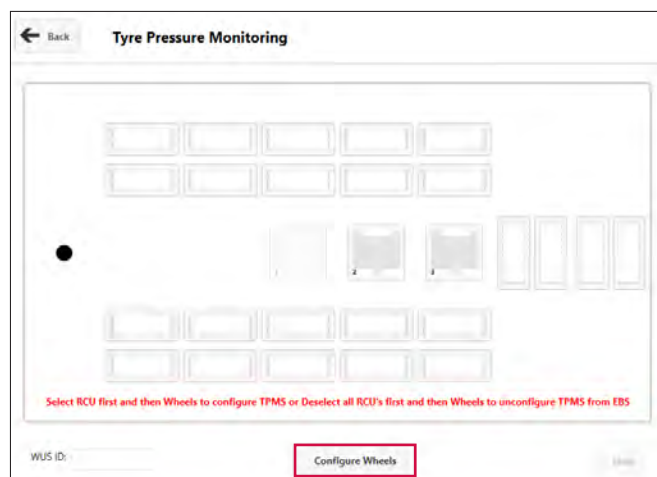 Back
Tyre Pressure Monitoring
1
2
3
Select RCU first and then Wheels to configure TPMS or Deselect all RCU's first and then Wheels to unconfigure TPMS from EBS
WUS ID:
Configure Wheels